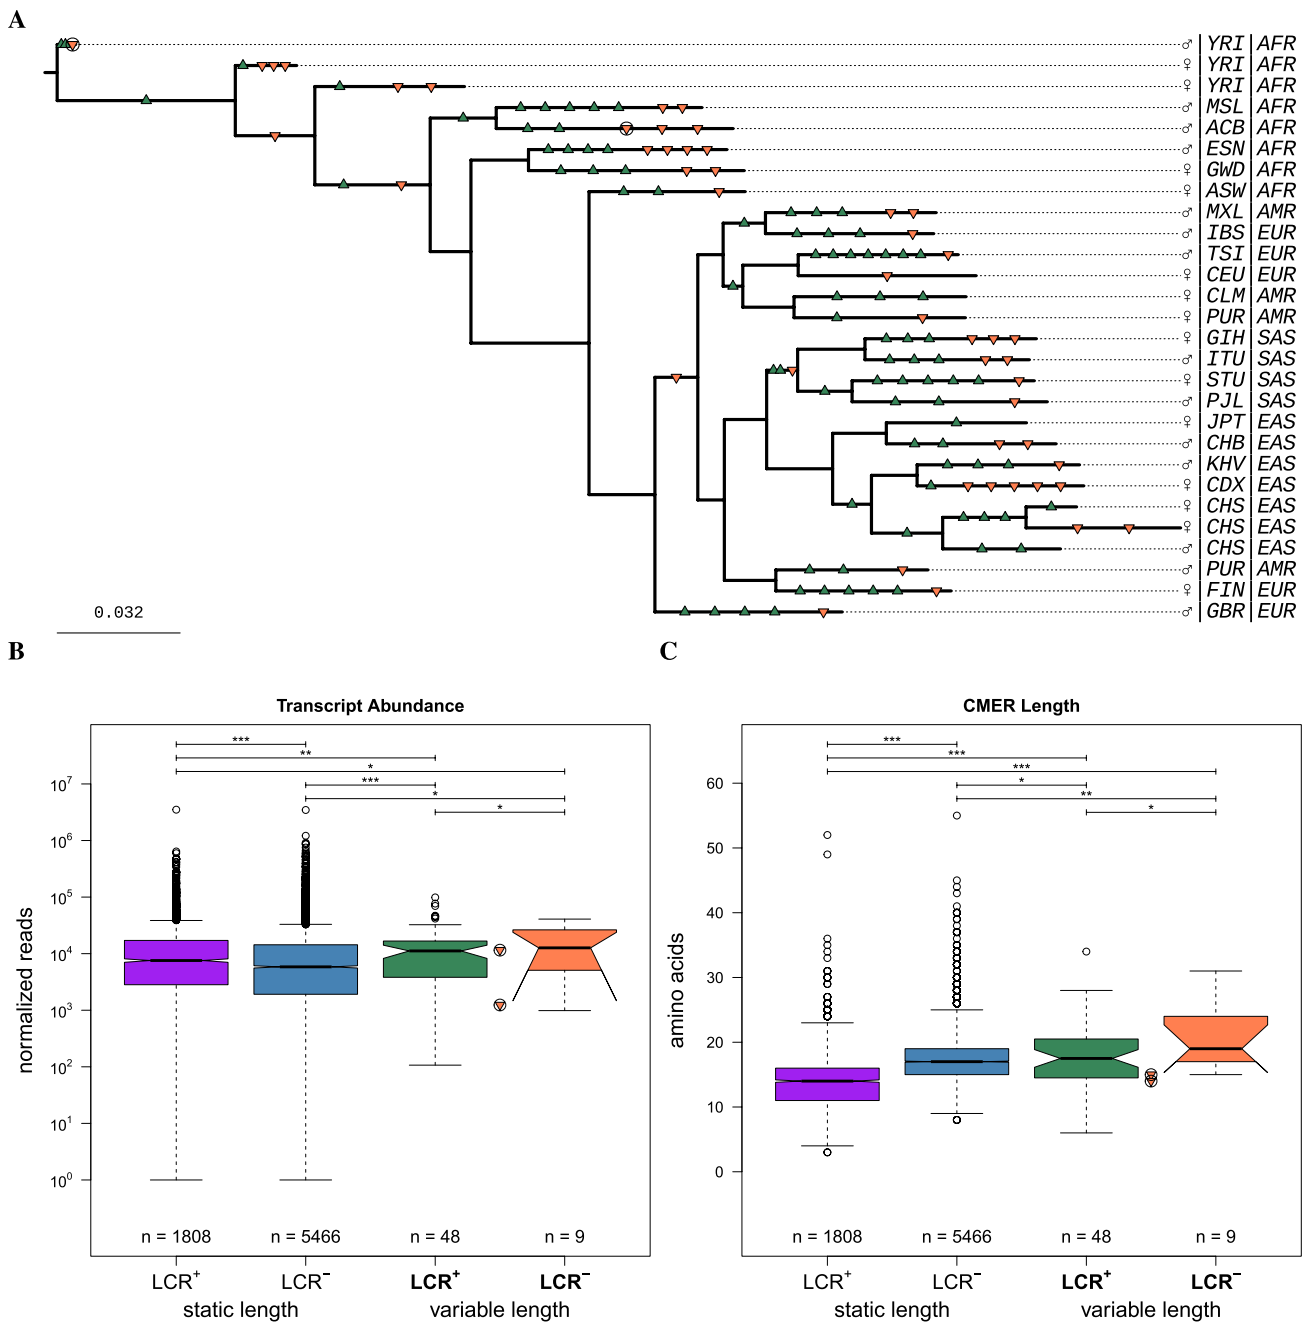 A
♂ YRI AFR
♀ YRI AFR
♀ YRI AFR
♂ MSL AFR
♂ ACB AFR
♂ ESN AFR
♀ GWD AFR
♀ ASW AFR
♂ MXL AMR
♂ IBS EUR
♂ TSI EUR
♀ CEU EUR
♀ CLM AMR
♀ PUR AMR
♀ GIH SAS
♂ ITU SAS
♀ STU SAS
♂ PJL SAS
♀ JPT EAS
♂ CHB EAS
♂ KHV EAS
♀ CDX EAS
♀ CHS EAS
♀ CHS EAS
♂ CHS EAS
♂ PUR AMR
♀ FIN EUR
♂ GBR EUR
0.032
B
Transcript Abundance
***
**
*
***
*
*
10⁷
10⁶
10⁵
10⁴
10³
10²
10¹
10⁰
normalized reads
n = 1808 n = 5466 n = 48 n = 9
LCR⁺ LCR⁻ LCR⁺ LCR⁻
static length variable length
C
CMER Length
***
***
***
*
**
*
60
50
40
30
20
10
0
amino acids
n = 1808 n = 5466 n = 48 n = 9
LCR⁺ LCR⁻ LCR⁺ LCR⁻
static length variable length